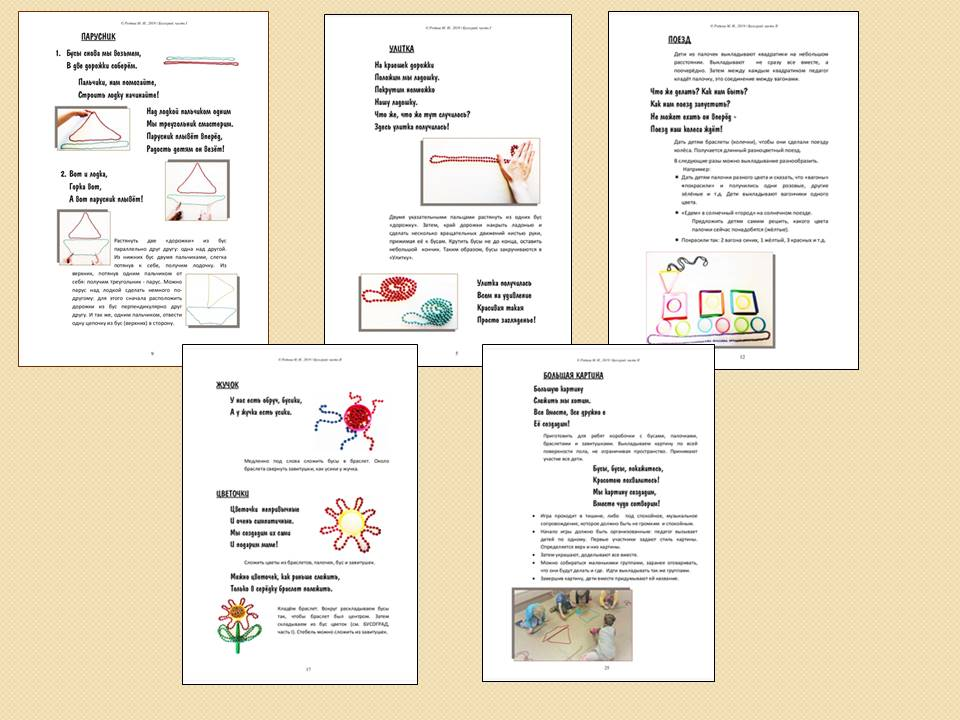 © Родина М. И., 2019 / Бусоград, часть I
ПАРУСНИК
1. Бусы снова мы возьмем,
В две дорожки соберём.
Пальчики, нам помогайте,
Строить лодку начинайте!
Над лодкой пальчиком одним
Мы треугольник смастерим.
Парусник плывёт вперёд,
Радость детям он везёт!
2. Вот и лодка,
Горка вот,
А вот парусник плывёт!
Растянуть две «дорожки» из бус
параллельно друг другу: одна над другой.
Из нижних бус двумя пальчиками, слегка
потянув к себе, получим лодочку. Из
верхних, потянув одним пальчиком от
себя: получим треугольник - парус. Можно
парус над лодкой сделать немного по-
другому: для этого сначала расположить
дорожки из бус перпендикулярно друг
другу. И так же, одним пальчиком, отвести
одну цепочку из бус (верхних) в сторону.
9
© Родина М. И., 2019 / Бусоград, часть I
УЛИТКА
На краешек дорожки
Положим мы ладошку.
Покрутим немножко
Нашу ладошку.
Что же, что же тут случилось?
Здесь улитка получилась!
Двумя указательными пальцами растянуть из одних бус
«дорожку». Затем, край дорожки накрыть ладонью и
сделать несколько вращательных движений кистью руки,
прижимая её к бусам. Крутить бусы не до конца, оставить
небольшой кончик. Таким образом, бусы закручиваются в
«Улитку».
Улитка получилась
Всем на удивление
Красивая такая
Просто загляденье!
5
© Родина М. И., 2019 / Бусоград, часть II
ПОЕЗД
Дети из палочек выкладывают квадратики на небольшом
расстоянии. Выкладывают не сразу все вместе, а
поочерёдно. Затем между каждым квадратиком педагог
кладёт палочку, это соединение между вагонами.
Что же делать? Как нам быть?
Как нам поезд запустить?
Не может ехать он вперёд -
Поезд наш колеса ждёт!
Дать детям браслеты (колечки), чтобы они сделали поезду
колёса. Получается длинный разноцветный поезд.
В следующие разы можно выкладывание разнообразить.
Например:
• Дать детям палочки разного цвета и сказать, что «вагоны»
«покрасили» и получились одни розовые, другие
зелёные и т.д. Дети выкладывают вагончики одного
цвета.
• «Едем» в солнечный «город» на солнечном поезде.
Предложить детям самим решить, какого цвета
палочки сейчас понадобятся (жёлтые).
• Покрасили так: 2 вагона синих, 1 жёлтый, 3 красных и т.д.
12
© Родина М. И., 2019 / Бусоград, часть II
ЖУЧОК
У нас есть обруч, бусики,
А у жучка есть усики.
Медленно под слова сложить бусы в браслет. Около
браслета свернуть завитушки, как усики у жучка.
ЦВЕТОЧКИ
Цветочки непривычные
И очень симпатичные.
Мы создадим их сами
И подарим маме!
Сложить цветы из браслетов, палочек, бус и завитушек.
Можно цветочек, как раньше сложить,
Только в серёдку браслет положить.
Кладём браслет. Вокруг раскладываем бусы
так, чтобы браслет был центром. Затем
складываем из бус цветок (см. БУСОГРАД,
часть I). Стебель можно сложить из завитушек.
17
© Родина М. И., 2019 / Бусоград, часть II
БОЛЬШАЯ КАРТИНА
Большую картину
Сложить мы хотим.
Все вместе, все дружно е
Её создадим!
Приготовить для ребят коробочки с бусами, палочками,
браслетами и завитушками. Выкладываем картину по всей
поверхности пола, не ограничивая пространство. Принимают
участие все дети.
Бусы, бусы, покажитесь,
Красотою похвалитесь!
Мы картину создадим,
Вместе чудо сотворим!
• Игра проходит в тишине, либо под спокойное, музыкальное
сопровождение, которое должно быть не громким и спокойным.
• Начало игры должно быть организованным: педагог вызывает
детей по одному. Первые участники задают стиль картины.
Определяется верх и низ картины.
• Затем украшают, доделывают все вместе.
• Можно собираться маленькими группами, заранее оговаривать,
что они будут делать и где. Идти выкладывать так же группами.
• Завершив картину, дети вместе придумывают ей название.
25